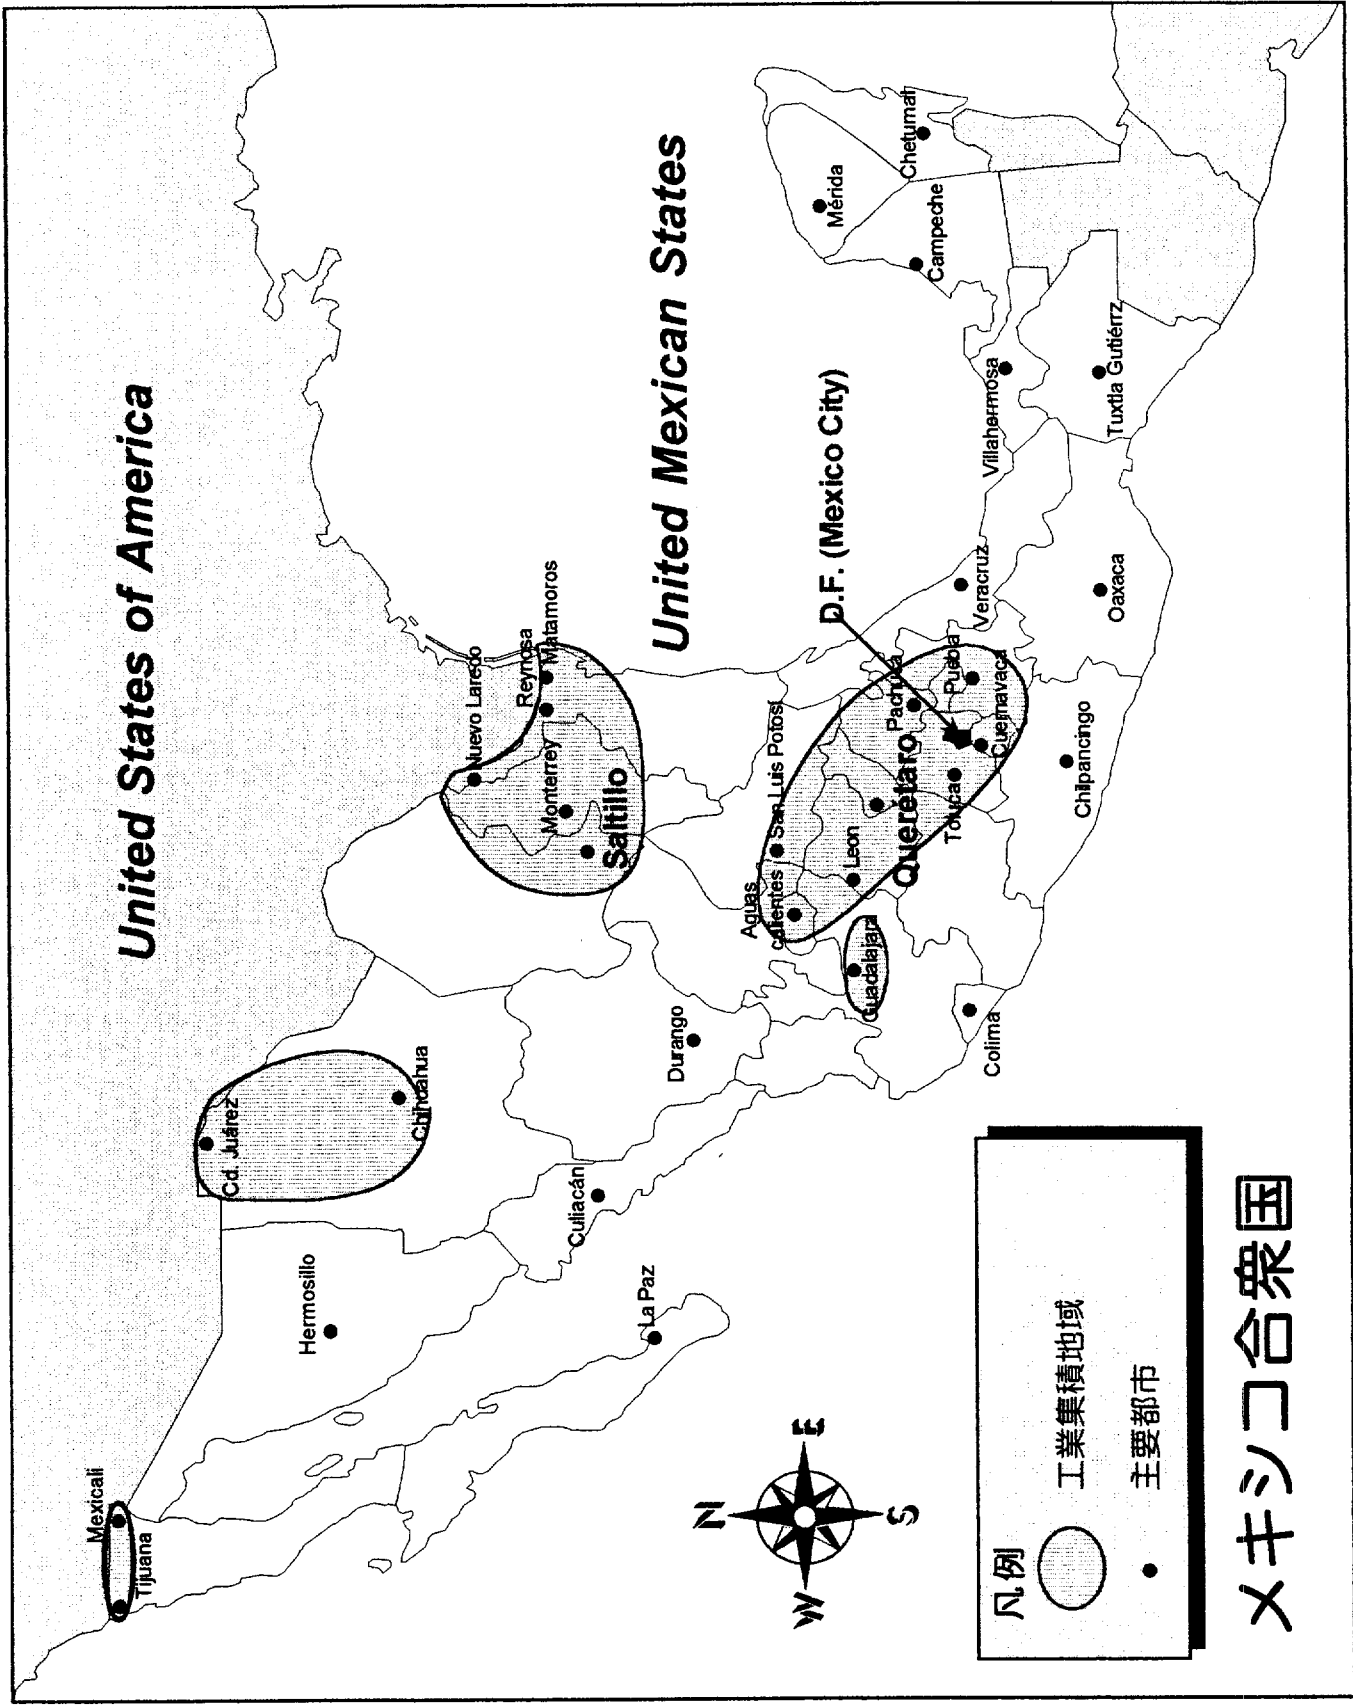 United States of America
Mexicali
Tijuana
Cd. Juárez
Chihuahua
Hermosillo
Nuevo Laredo
Reynosa
Matamoros
Monterrey
Saltillo
United Mexican States
Culiacán
La Paz
Durango
Aguas
calientes
San Luis Potosí
Leon
Querétaro
Guadalajara
Pachuca
D.F. (Mexico City)
Toluca
Puebla
Cuernavaca
Veracruz
Colima
Chilpancingo
Oaxaca
Villahermosa
Tuxtla Gutiérrz
Mérida
Campeche
Chetumal
N
W
E
S
凡例
工業集積地域
主要都市
メキシコ合衆国